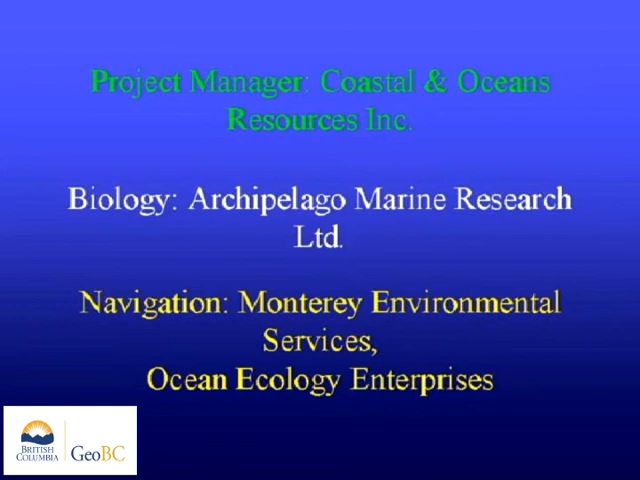 Project Manager: Coastal & Oceans
Resources Inc.
Biology: Archipelago Marine Research
Ltd.
Navigation: Monterey Environmental
Services,
Ocean Ecology Enterprises
BRITISH
COLUMBIA
GeoBC